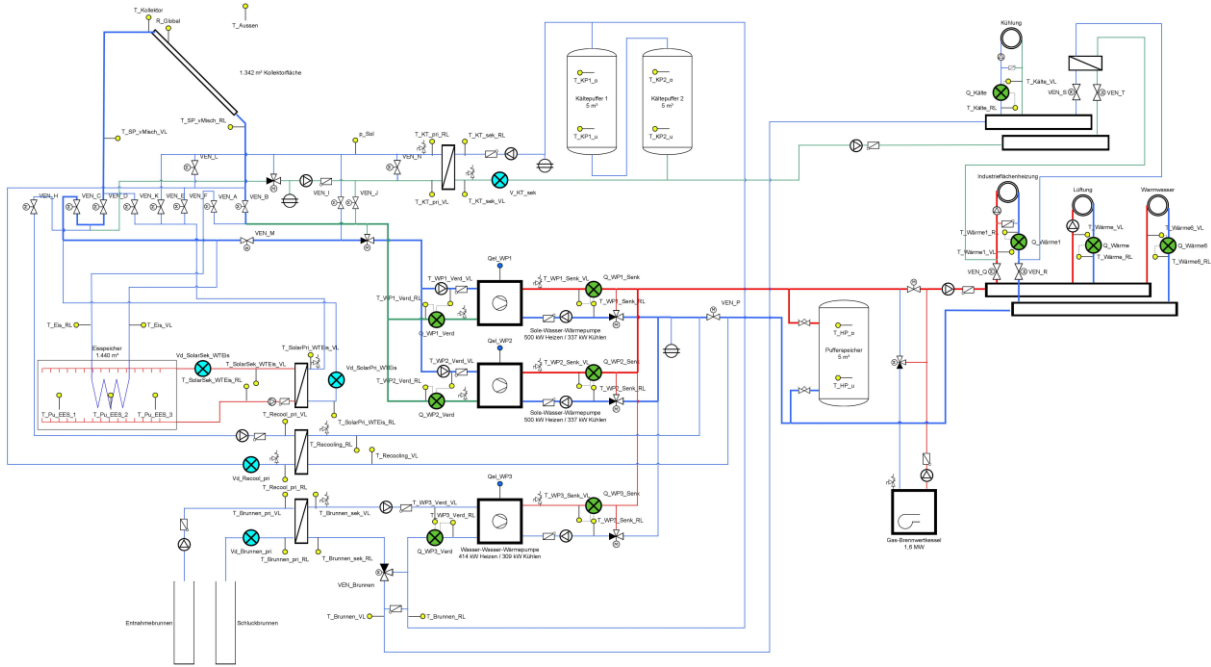 T_Kollektor
R_Global
T_Aussen
1.342 m² Kollektorfläche
T_SP_vMisch_RL
T_SP_vMisch_VL
p_Sol
T_KT_pri_RL
T_KT_sek_RL
T_KT_pri_VL
T_KT_sek_VL
V_KT_sek
T_KP1_o
Kältepuffer 1
5 m³
T_KP1_u
T_KP2_o
Kältepuffer 2
5 m³
T_KP2_u
Kühlung
T_Kälte_VL
Q_Kälte
T_Kälte_RL
VEN_S
VEN_T
VEN_L
VEN_N
VEN_H
VEN_C
VEN_D
VEN_K
VEN_E
VEN_F
VEN_A
VEN_B
VEN_I
VEN_J
VEN_M
Industrieflächenheizung
Lüftung
Warmwasser
T_Wärme1_RL
Q_Wärme1
T_Wärme1_VL
T_Wärme_VL
Q_Wärme
T_Wärme_RL
T_Wärme6_VL
Q_Wärme6
T_Wärme6_RL
VEN_Q
VEN_R
Qel_WP1
T_WP1_Verd_VL
T_WP1_Verd_RL
Q_WP1_Verd
T_WP1_Senk_VL
Q_WP1_Senk
T_WP1_Senk_RL
Sole-Wasser-Wärmepumpe
500 kW Heizen / 337 kW Kühlen
VEN_P
Qel_WP2
T_WP2_Verd_VL
T_WP2_Verd_RL
Q_WP2_Verd
T_WP2_Senk_VL
Q_WP2_Senk
T_WP2_Senk_RL
Sole-Wasser-Wärmepumpe
500 kW Heizen / 337 kW Kühlen
T_HP_o
Pufferspeicher
5 m³
T_HP_u
T_Eis_RL
T_Eis_VL
Eisspeicher
1.440 m³
T_Pu_EES_1
T_Pu_EES_2
T_Pu_EES_3
Vd_SolarSek_WTEis
T_SolarSek_WTEis_VL
T_SolarSek_WTEis_RL
T_SolarPri_WTEis_VL
Vd_SolarPri_WTEis
T_SolarPri_WTEis_RL
T_Recool_pri_VL
T_Recooling_RL
T_Recooling_VL
Vd_Recool_pri
T_Recool_pri_RL
T_Brunnen_pri_VL
T_Brunnen_sek_VL
Vd_Brunnen_pri
T_Brunnen_pri_RL
T_Brunnen_sek_RL
Qel_WP3
T_WP3_Verd_VL
T_WP3_Verd_RL
Q_WP3_Verd
T_WP3_Senk_VL
Q_WP3_Senk
T_WP3_Senk_RL
Wasser-Wasser-Wärmepumpe
414 kW Heizen / 309 kW Kühlen
Gas-Brennwertkessel
1,6 MW
VEN_Brunnen
T_Brunnen_VL
T_Brunnen_RL
Entnahmebrunnen
Schluckbrunnen